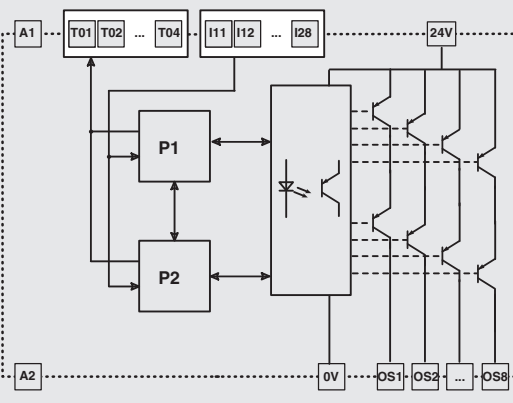 A1 T01 T02 ... T04 I11 I12 ... I28 24V
P1
P2
A2 0V OS1 OS2 ... OS8